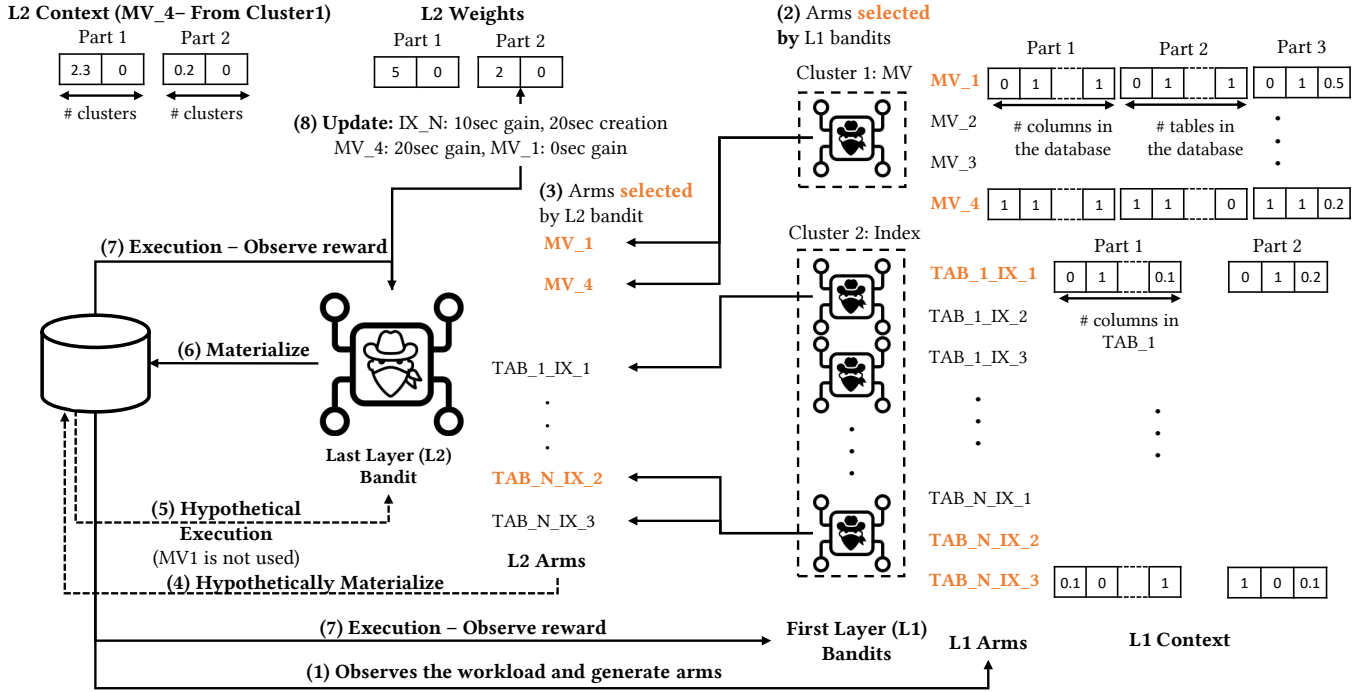 L2 Context (MV_4– From Cluster1)
Part 1
Part 2
2.3 0
0.2 0
# clusters
# clusters
L2 Weights
Part 1
Part 2
5 0
2 0
(8) Update: IX_N: 10sec gain, 20sec creation
MV_4: 20sec gain, MV_1: 0sec gain
(2) Arms selected
by L1 bandits
Cluster 1: MV
Part 1
Part 2
Part 3
MV_1
0 1 1
0 1 1
0 1 0.5
MV_2
# columns in
the database
# tables in
the database
MV_3
MV_4
1 1 1
1 1 0
1 1 0.2
(3) Arms selected
by L2 bandit
MV_1
MV_4
TAB_1_IX_1
TAB_N_IX_2
TAB_N_IX_3
L2 Arms
Cluster 2: Index
Part 1
Part 2
TAB_1_IX_1
0 1 0.1
0 1 0.2
TAB_1_IX_2
# columns in
TAB_1
TAB_1_IX_3
TAB_N_IX_1
TAB_N_IX_2
TAB_N_IX_3
0.1 0 1
1 0 0.1
(7) Execution – Observe reward
(6) Materialize
Last Layer (L2)
Bandit
(5) Hypothetical
Execution
(MV1 is not used)
(4) Hypothetically Materialize
(7) Execution – Observe reward
First Layer (L1)
Bandits
L1 Arms
L1 Context
(1) Observes the workload and generate arms